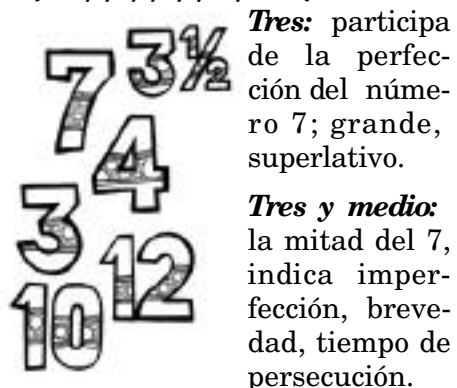 7 3½
4
3
12
10
Tres: participa
de la perfec-
ción del núme-
ro 7; grande,
superlativo.
Tres y medio:
la mitad del 7,
indica imper-
fección, breve-
dad, tiempo de
persecución.